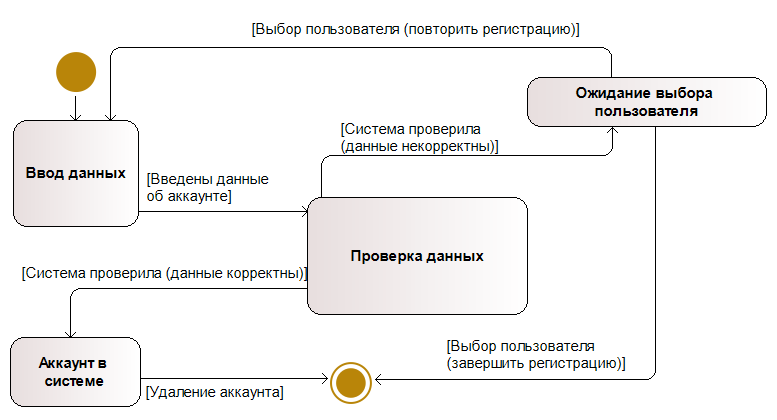 [Выбор пользователя (повторить регистрацию)]
Ожидание выбора
пользователя
[Система проверила
(данные некорректны)]
Ввод данных
[Введены данные
об аккаунте]
Проверка данных
[Система проверила (данные корректны)]
[Выбор пользователя
(завершить регистрацию)]
Аккаунт в
системе
[Удаление аккаунта]